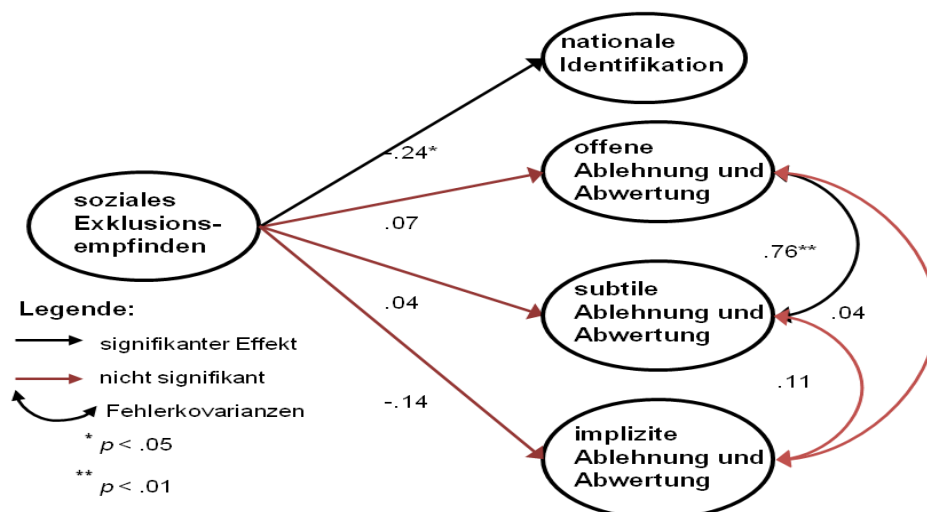 nationale
Identifikation
-.24*
offene
Ablehnung und
Abwertung
soziales
Exklusions-
empfinden
.07
.76**
subtile
Ablehnung und
Abwertung
.04
.04
.11
-.14
implizite
Ablehnung und
Abwertung
Legende:
signifikanter Effekt
nicht signifikant
Fehlerkovarianzen
* p < .05
** p < .01